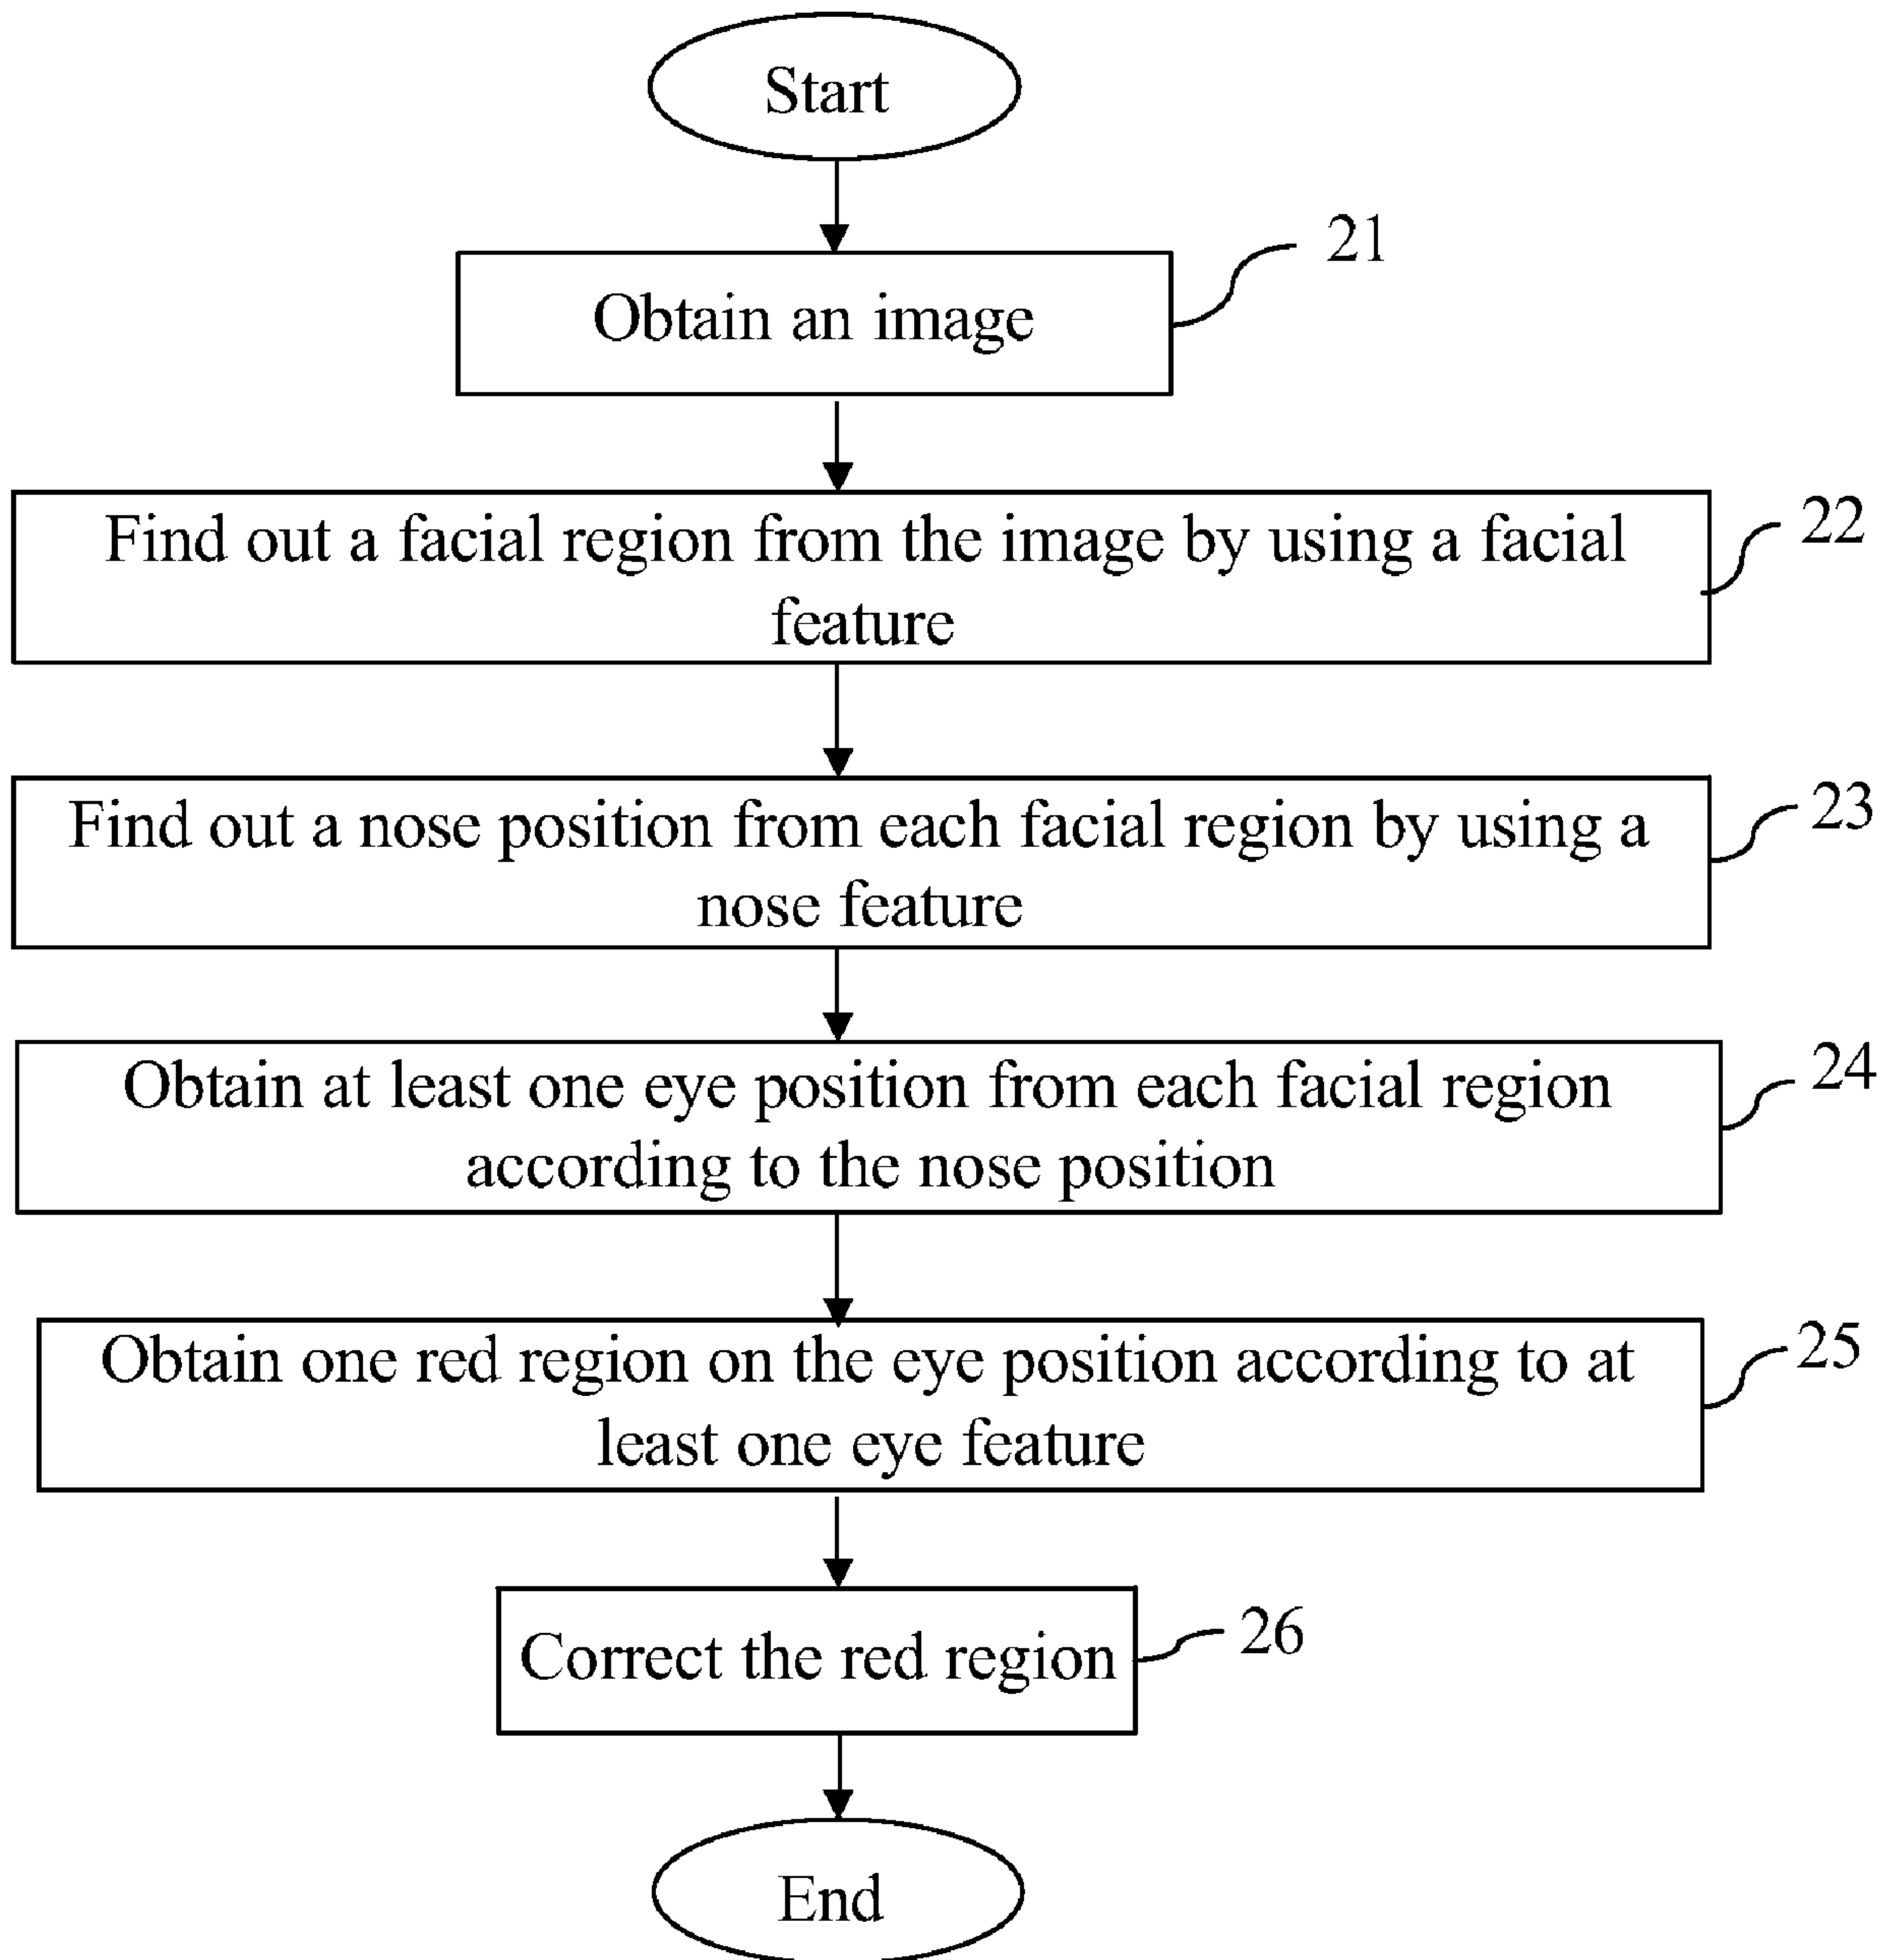 Start
21
Obtain an image
22
Find out a facial region from the image by using a facial
feature
23
Find out a nose position from each facial region by using a
nose feature
24
Obtain at least one eye position from each facial region
according to the nose position
25
Obtain one red region on the eye position according to at
least one eye feature
26
Correct the red region
End